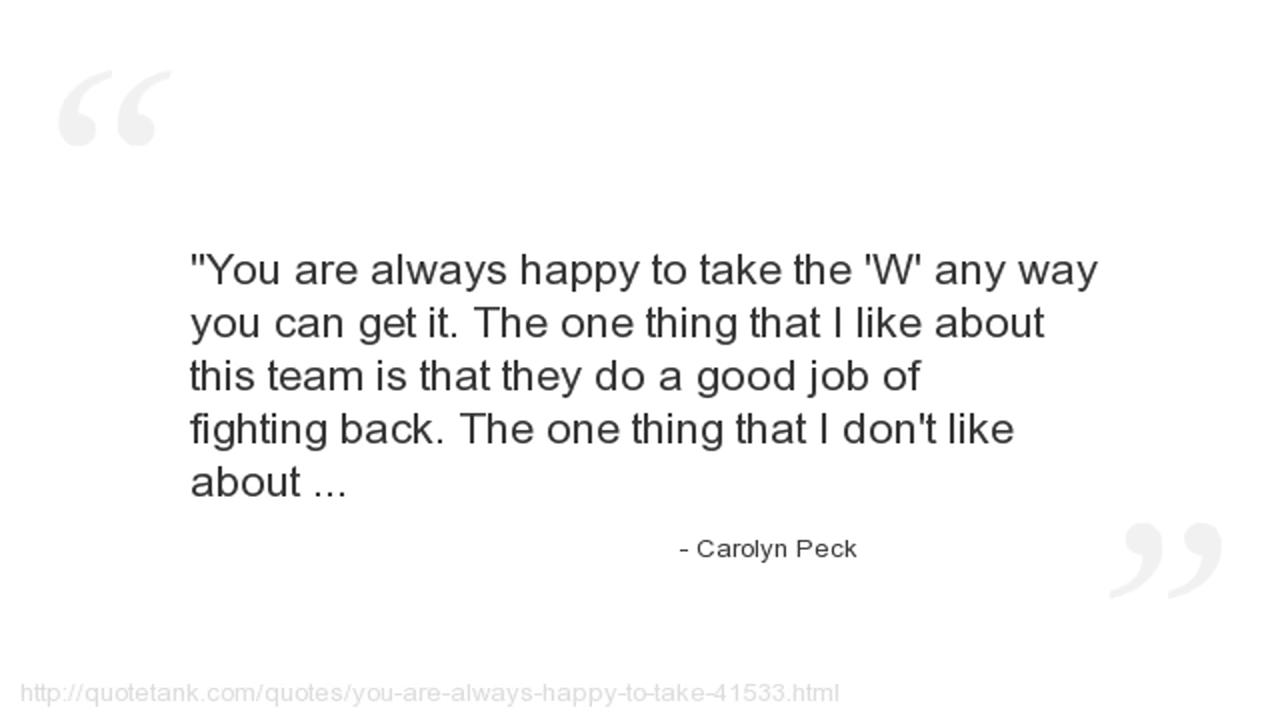 "You are always happy to take the 'W' any way
you can get it. The one thing that I like about
this team is that they do a good job of
fighting back. The one thing that I don't like
about ...
- Carolyn Peck
http://quotetank.com/quotes/you-are-always-happy-to-take-41533.html